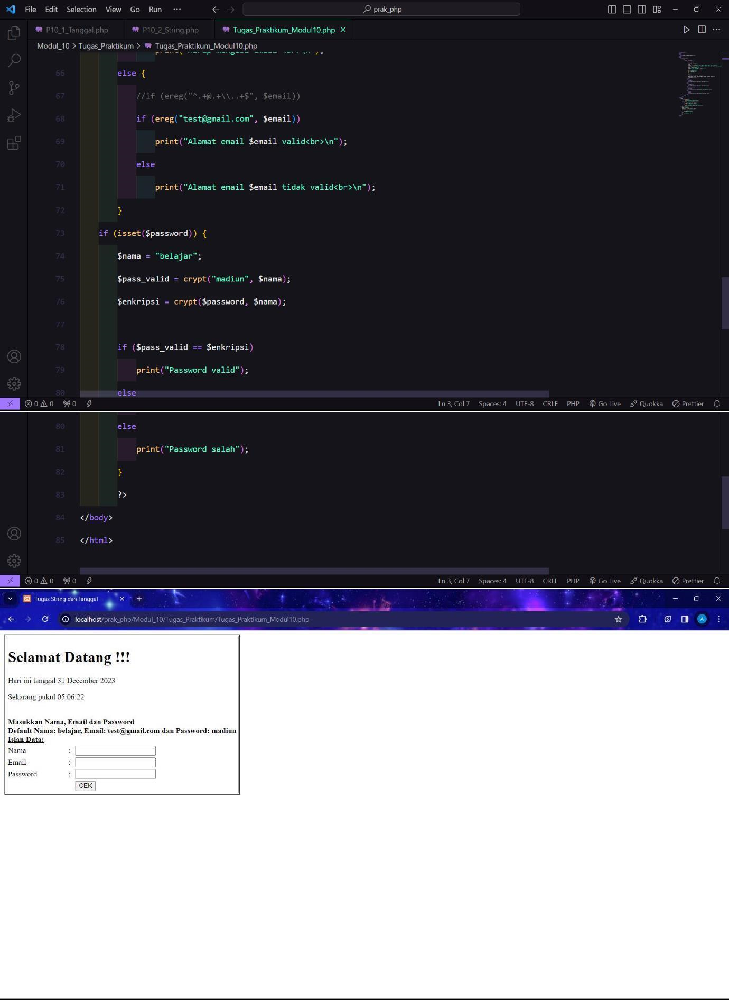 File Edit Selection View Go Run ··· prak_php
P10_1_Tanggal.php P10_2_String.php Tugas_Praktikum_Modul10.php
Modul_10 > Tugas_Praktikum > Tugas_Praktikum_Modul10.php
66 else {
67 //if (ereg("^.+@.+\\..+$", $email))
68 if (ereg("test@gmail.com", $email))
69 print("Alamat email $email valid<br>\n");
70 else
71 print("Alamat email $email tidak valid<br>\n");
72 }
73 if (isset($password)) {
74 $nama = "belajar";
75 $pass_valid = crypt("madiun", $nama);
76 $enkripsi = crypt($password, $nama);
77
78 if ($pass_valid == $enkripsi)
79 print("Password valid");
80 else
0 0 0 Ln 3, Col 7 Spaces: 4 UTF-8 CRLF PHP Go Live Quokka Prettier
80 else
81 print("Password salah");
82 }
83 ?>
84 </body>
85 </html>
0 0 0 Ln 3, Col 7 Spaces: 4 UTF-8 CRLF PHP Go Live Quokka Prettier
Tugas String dan Tanggal
localhost/prak_php/Modul_10/Tugas_Praktikum/Tugas_Praktikum_Modul10.php A
Selamat Datang !!!
Hari ini tanggal 31 December 2023
Sekarang pukul 05:06:22
Masukkan Nama, Email dan Password
Default Nama: belajar, Email: test@gmail.com dan Password: madiun
Isian Data:
Nama :
Email :
Password :
CEK